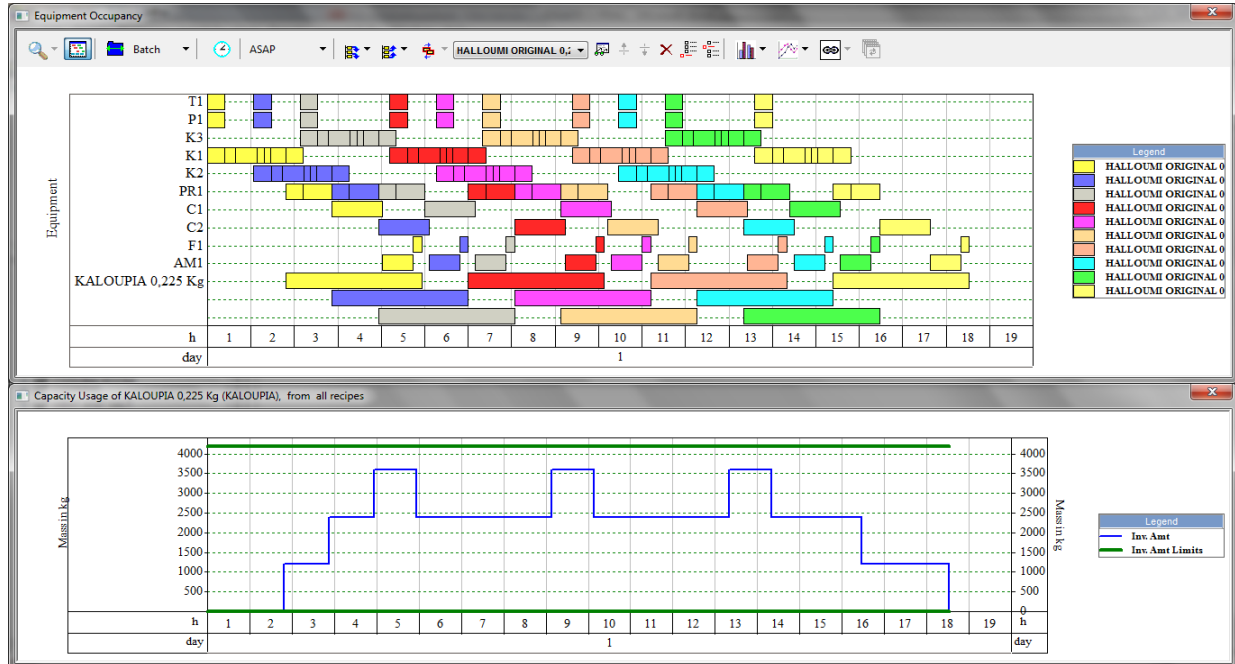 Equipment Occupancy
Batch ASAP HALLOUMI ORIGINAL 0,2
T1
P1
K3
K1
K2
PR1
C1
C2
F1
AM1
KALOUPIA 0,225 Kg
Equipment
h 1 2 3 4 5 6 7 8 9 10 11 12 13 14 15 16 17 18 19
day 1
Legend
HALLOUMI ORIGINAL 0
HALLOUMI ORIGINAL 0
HALLOUMI ORIGINAL 0
HALLOUMI ORIGINAL 0
HALLOUMI ORIGINAL 0
HALLOUMI ORIGINAL 0
HALLOUMI ORIGINAL 0
HALLOUMI ORIGINAL 0
HALLOUMI ORIGINAL 0
HALLOUMI ORIGINAL 0
Capacity Usage of KALOUPIA 0,225 Kg (KALOUPIA), from all recipes
4000 4000
3500 3500
3000 3000
2500 2500
2000 2000
1500 1500
1000 1000
500 500
0
Mass in kg
Mass in kg
h 1 2 3 4 5 6 7 8 9 10 11 12 13 14 15 16 17 18 19 h
day 1 day
Legend
Inv. Amt
Inv. Amt Limits